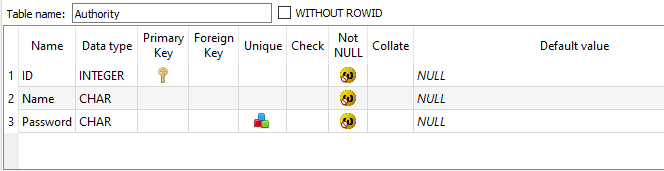 Table name: Authority WITHOUT ROWID
Name Data type Primary Key Foreign Key Unique Check Not NULL Collate Default value
1 ID INTEGER NULL
2 Name CHAR NULL
3 Password CHAR NULL